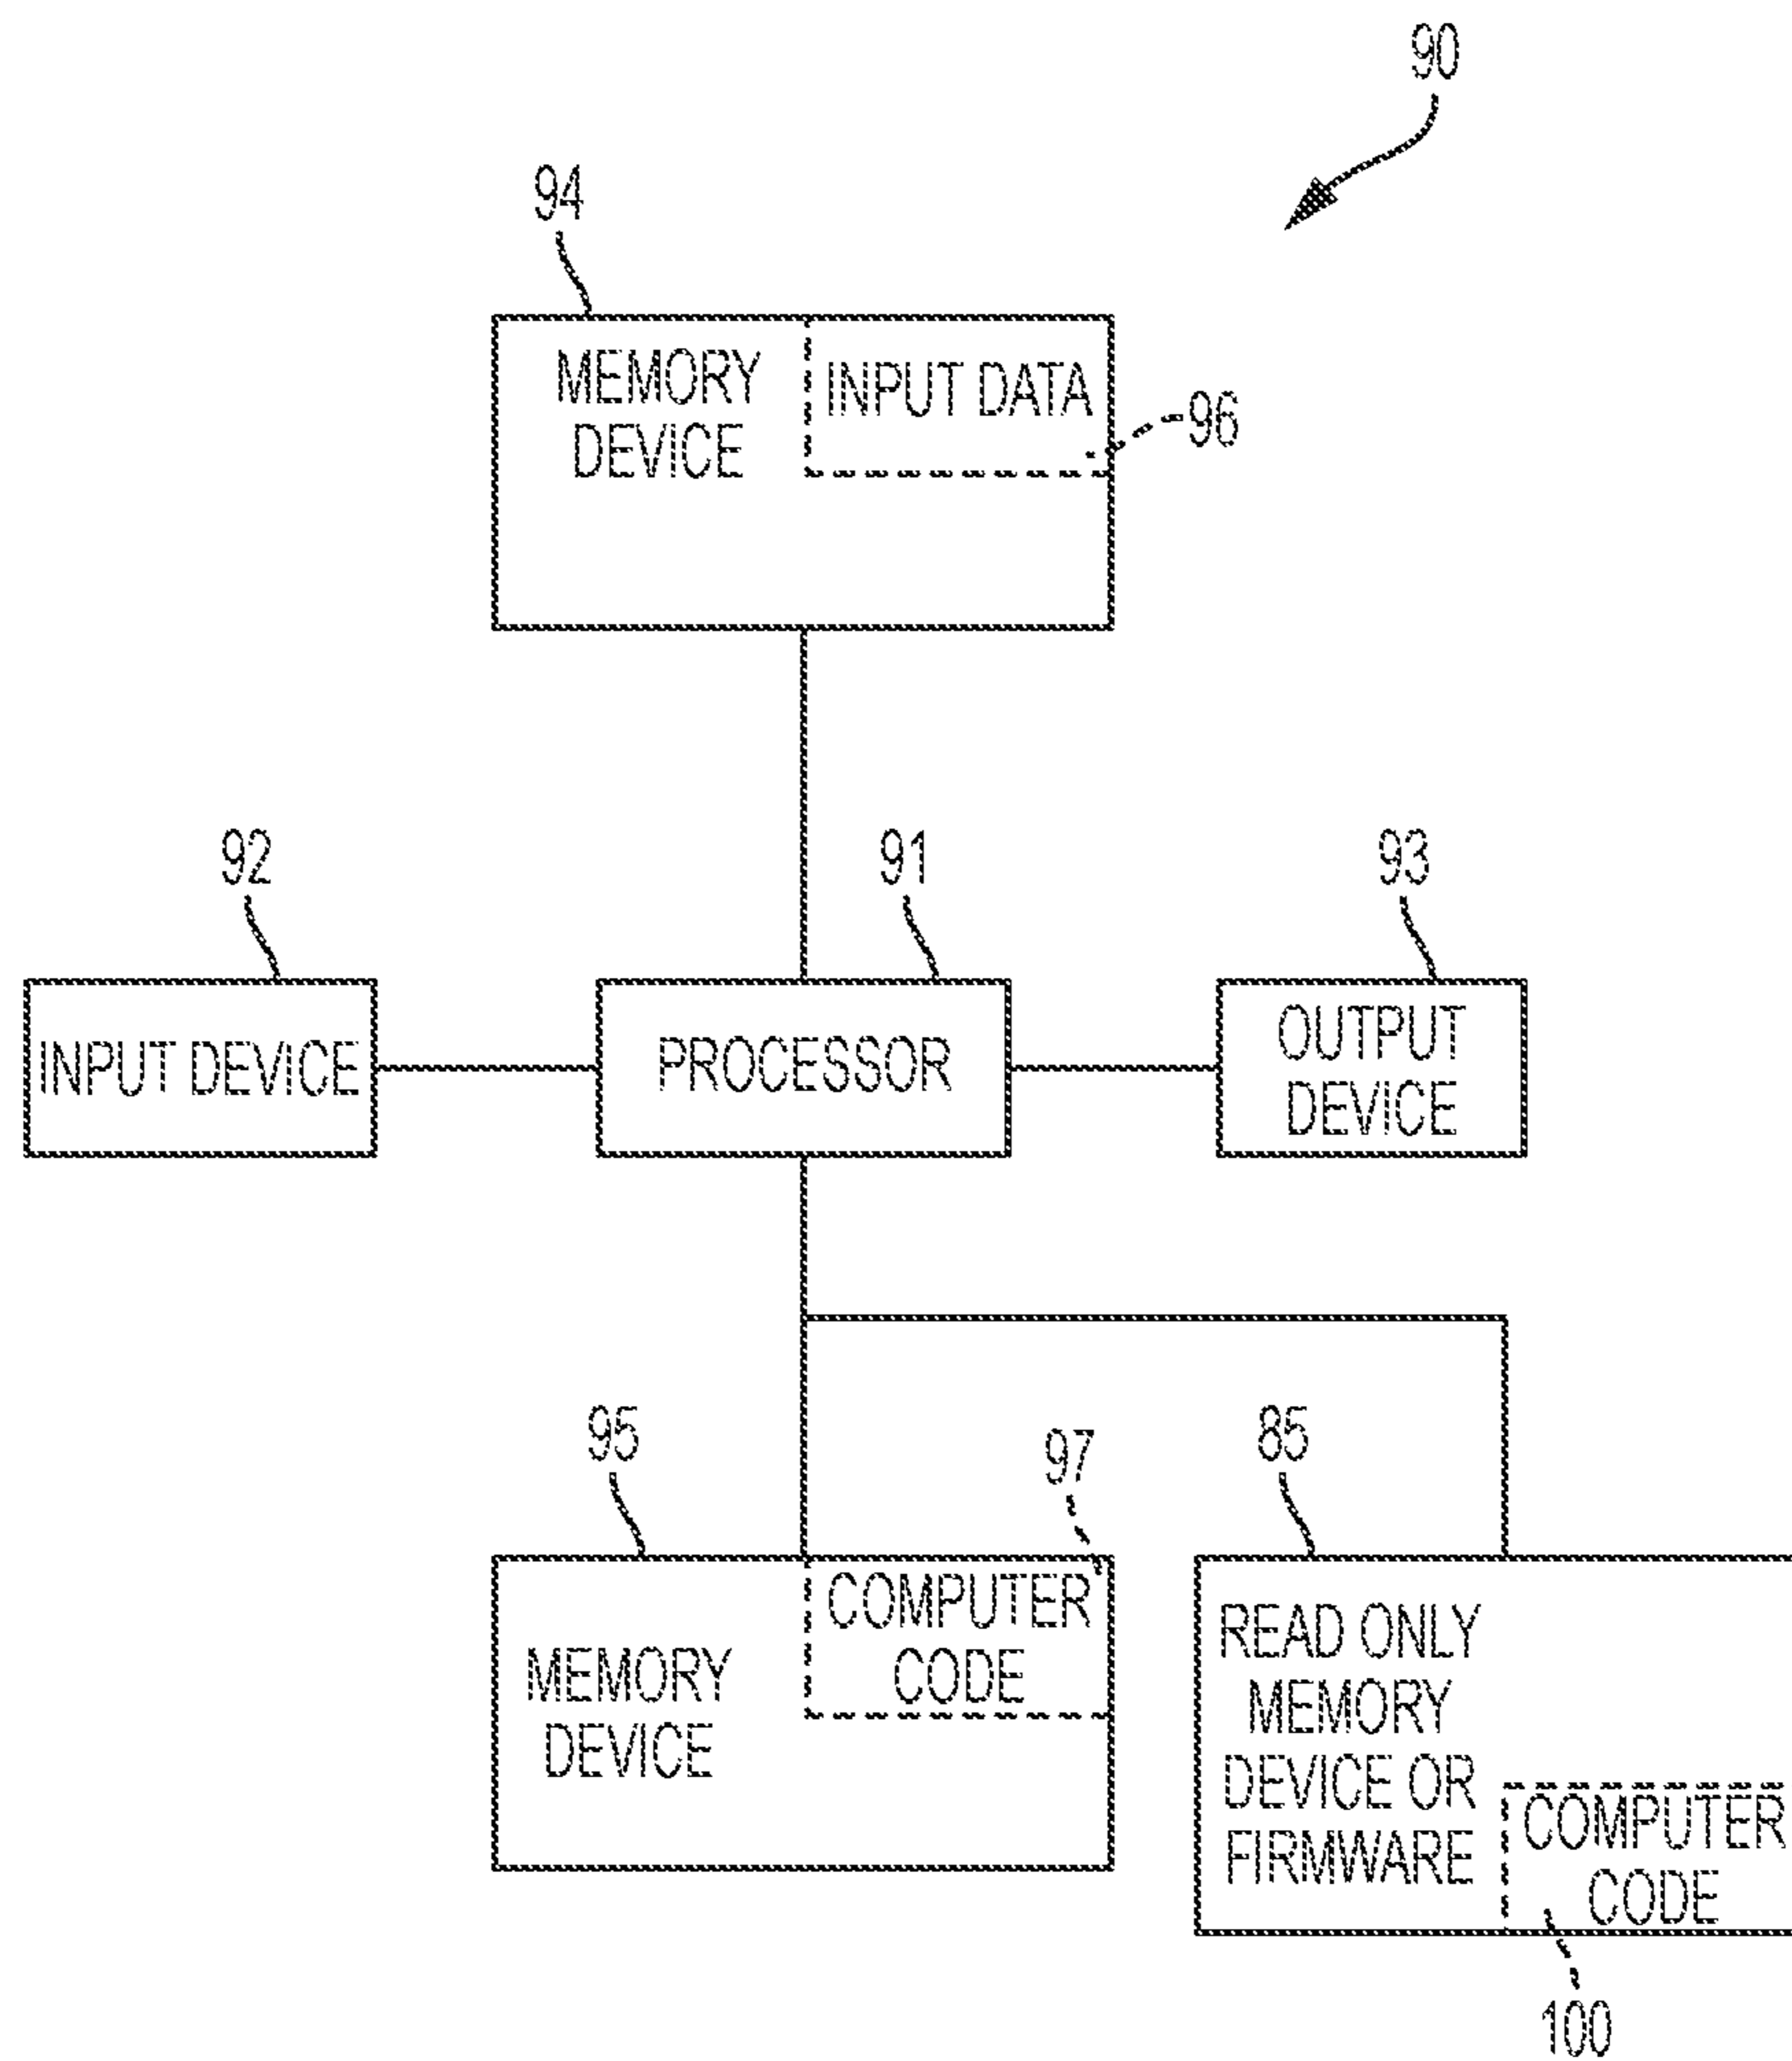 90
94
MEMORY
DEVICE
INPUT DATA
96
92
91
93
INPUT DEVICE
PROCESSOR
OUTPUT
DEVICE
95
97
85
MEMORY
DEVICE
COMPUTER
CODE
READ ONLY
MEMORY
DEVICE OR
FIRMWARE
COMPUTER
CODE
100